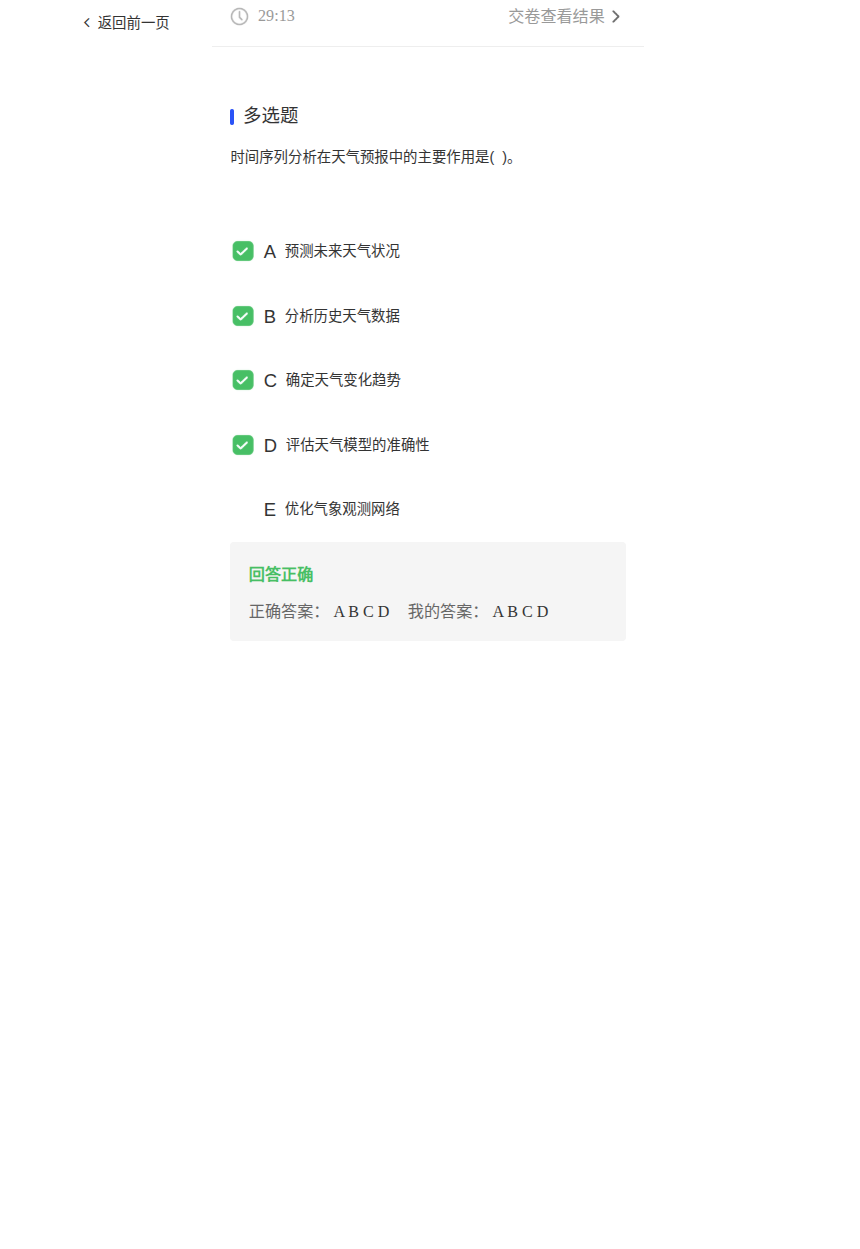 返回前一页
29:13 交卷查看结果
多选题
时间序列分析在天气预报中的主要作用是( )。
A 预测未来天气状况
B 分析历史天气数据
C 确定天气变化趋势
D 评估天气模型的准确性
E 优化气象观测网络
回答正确
正确答案： A B C D 我的答案： A B C D